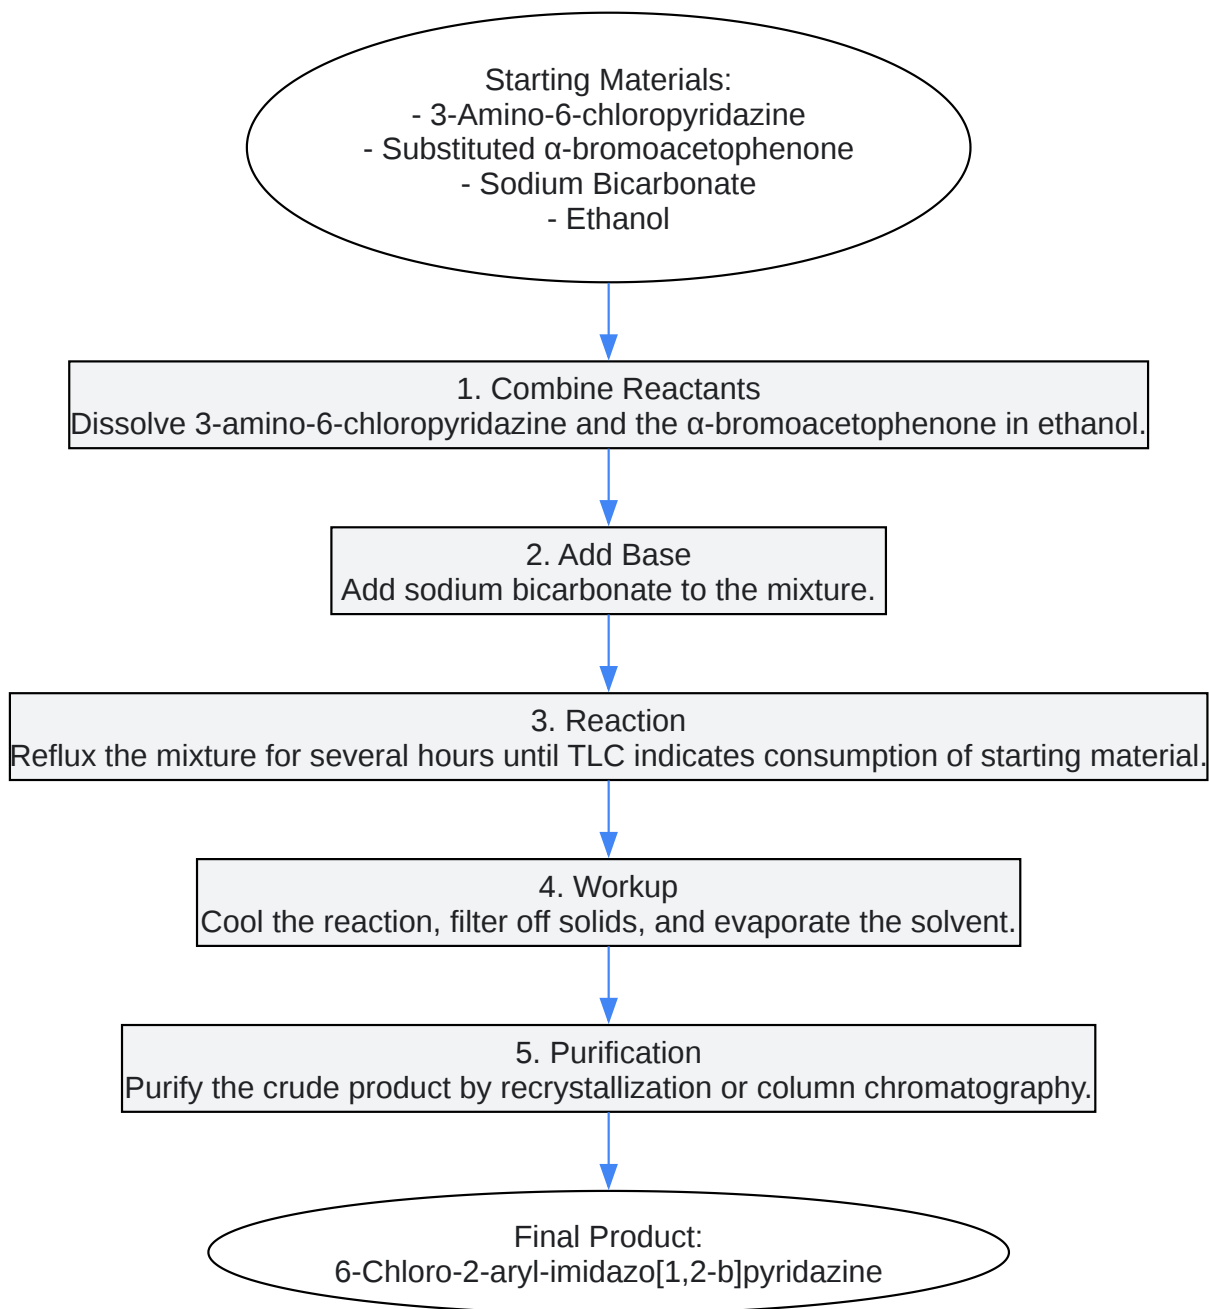 Starting Materials:
- 3-Amino-6-chloropyridazine
- Substituted α-bromoacetophenone
- Sodium Bicarbonate
- Ethanol
1. Combine Reactants
Dissolve 3-amino-6-chloropyridazine and the α-bromoacetophenone in ethanol.
2. Add Base
Add sodium bicarbonate to the mixture.
3. Reaction
Reflux the mixture for several hours until TLC indicates consumption of starting material.
4. Workup
Cool the reaction, filter off solids, and evaporate the solvent.
5. Purification
Purify the crude product by recrystallization or column chromatography.
Final Product:
6-Chloro-2-aryl-imidazo[1,2-b]pyridazine